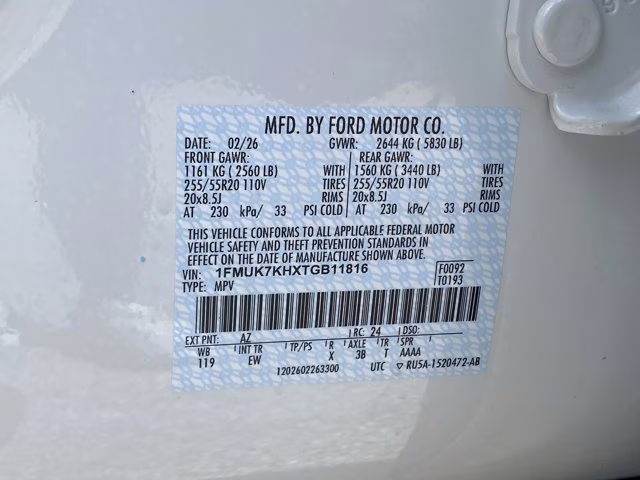 MFD. BY FORD MOTOR CO.
DATE: 02/26 GVWR: 2644 KG ( 5830 LB)
FRONT GAWR: REAR GAWR:
1161 KG ( 2560 LB) WITH 1560 KG ( 3440 LB) WITH
255/55R20 110V TIRES 255/55R20 110V TIRES
20x8.5J RIMS 20x8.5J RIMS
AT 230 kPa/ 33 PSI COLD AT 230 kPa/ 33 PSI COLD
THIS VEHICLE CONFORMS TO ALL APPLICABLE FEDERAL MOTOR
VEHICLE SAFETY AND THEFT PREVENTION STANDARDS IN
EFFECT ON THE DATE OF MANUFACTURE SHOWN ABOVE.
VIN: 1FMUK7KHXTGB11816 F0092
TYPE: MPV T0193
EXT PNT: AZ RC: 24 DSO:
WB INT TR TP/PS R AXLE TR SPR
119 EW X 3B T AAAA
1202602263300 UTC ▽ RU5A-1520472-AB